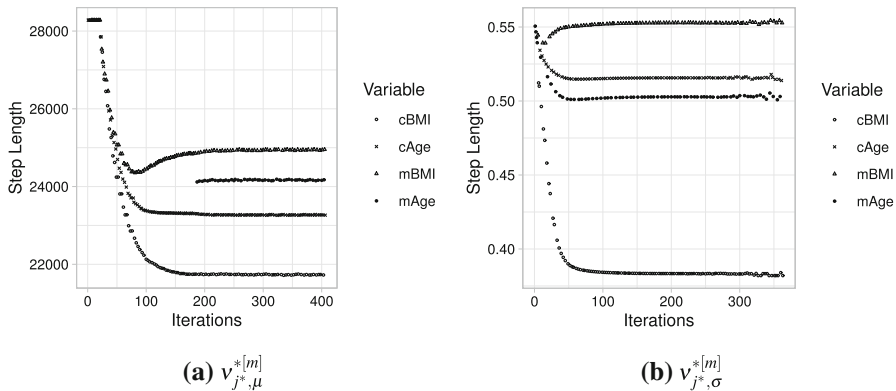 28000
26000
24000
22000
Step Length
0
100
200
300
400
Iterations
Variable
cBMI
cAge
mBMI
mAge
(a) ν*[m]j*,μ
0.55
0.50
0.45
0.40
Step Length
0
100
200
300
Iterations
Variable
cBMI
cAge
mBMI
mAge
(b) ν*[m]j*,σ